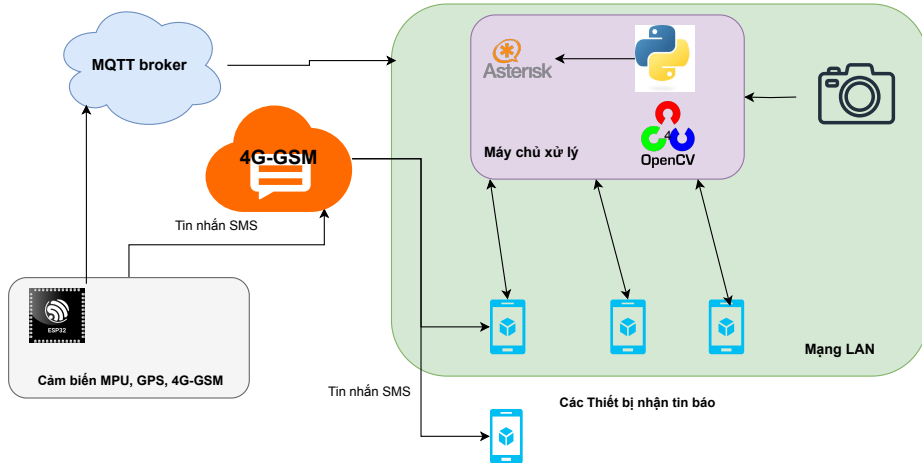 MQTT broker
Asterisk
4
OpenCV
Máy chủ xử lý
4G-GSM
Tin nhắn SMS
ESP32
Cảm biến MPU, GPS, 4G-GSM
Mạng LAN
Tin nhắn SMS
Các Thiết bị nhận tin báo